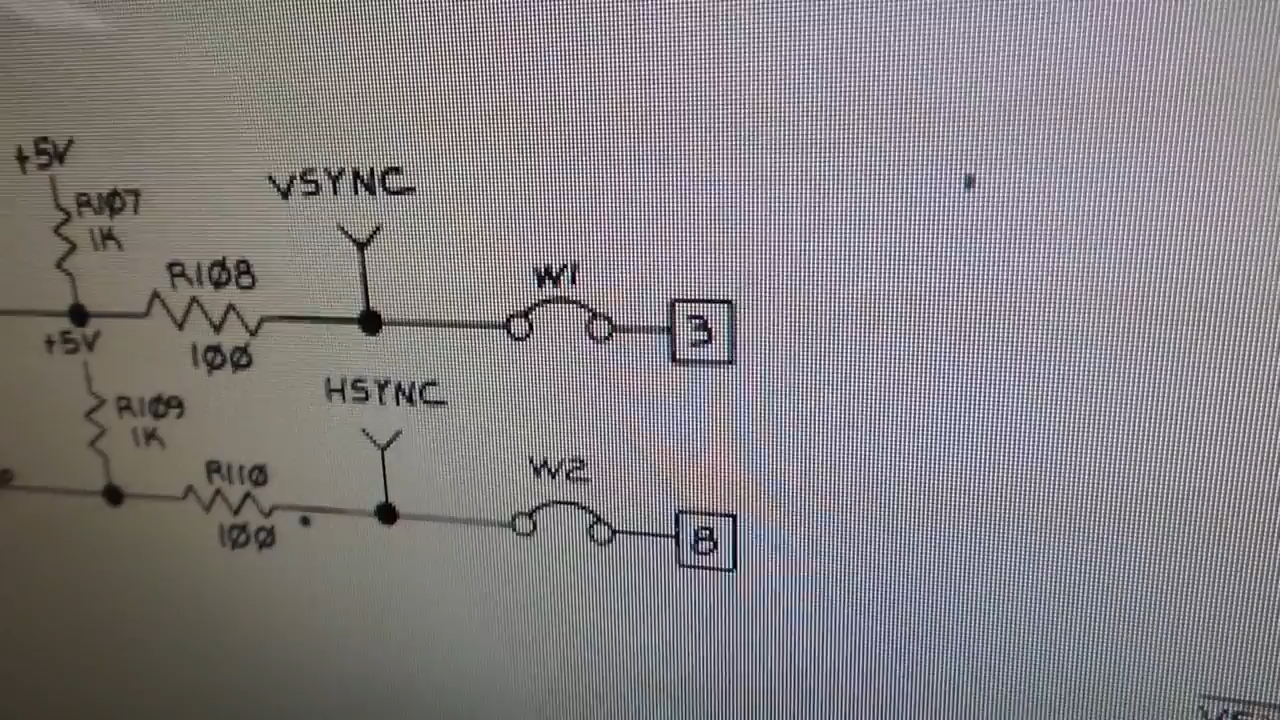 +5V
R1Ø7
1K
VSYNC
R1Ø8
1ØØ
W1
3
+5V
R1Ø9
1K
HSYNC
R11Ø
1ØØ
W2
8